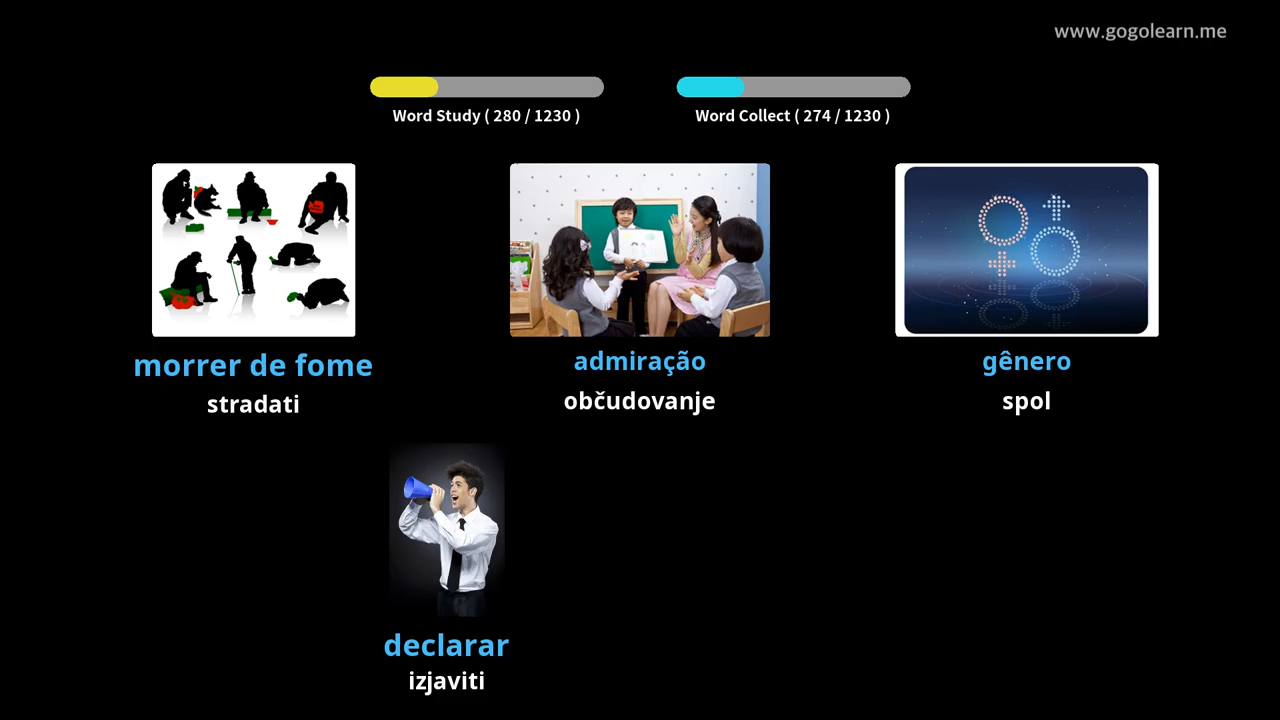 www.gogolearn.me
Word Study ( 280 / 1230 )
Word Collect ( 274 / 1230 )
morrer de fome
stradati
admiração
občudovanje
gênero
spol
declarar
izjaviti